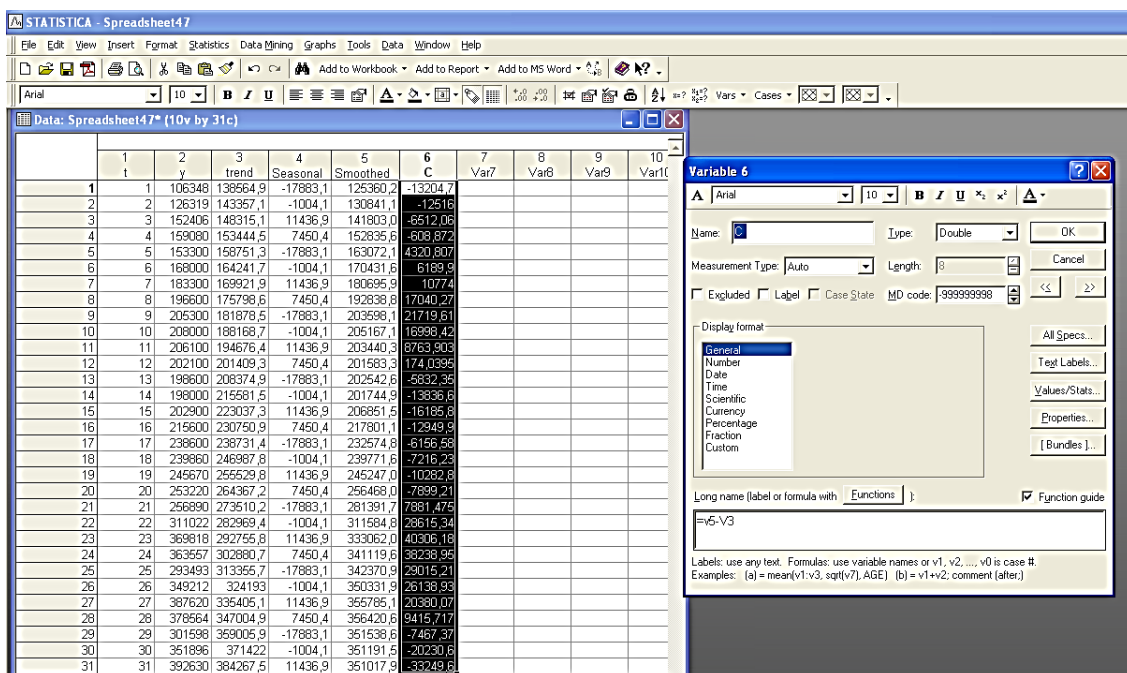 STATISTICA - Spreadsheet47
File Edit View Insert Format Statistics Data Mining Graphs Tools Data Window Help
Add to Workbook Add to Report Add to MS Word
Arial 10 B I U Vars Cases
Data: Spreadsheet47* (10v by 31c)
1 2 3 4 5 6 7 8 9 10
t y trend Seasonal Smoothed C Var7 Var8 Var9 Var10
1 1 106348 138564,9 -17883,1 125360,2 -13204,7
2 2 126319 143357,1 -1004,1 130841,1 -12516
3 3 152406 148315,1 11436,9 141803,0 -6512,06
4 4 159080 153444,5 7450,4 152835,6 -608,872
5 5 153300 158751,3 -17883,1 163072,1 4320,807
6 6 168000 164241,7 -1004,1 170431,6 6189,9
7 7 183300 169921,9 11436,9 180695,9 10774
8 8 196600 175798,6 7450,4 192838,8 17040,27
9 9 205300 181878,5 -17883,1 203598,1 21719,61
10 10 208000 188168,7 -1004,1 205167,1 16998,42
11 11 206100 194676,4 11436,9 203440,3 8763,903
12 12 202100 201409,3 7450,4 201583,3 174,0395
13 13 198600 208374,9 -17883,1 202542,6 -5832,35
14 14 198000 215581,5 -1004,1 201744,9 -13836,6
15 15 202900 223037,3 11436,9 206851,5 -16185,8
16 16 215600 230750,9 7450,4 217801,1 -12949,9
17 17 238600 238731,4 -17883,1 232574,8 -6156,58
18 18 239860 246987,8 -1004,1 239771,6 -7216,23
19 19 245670 255529,8 11436,9 245247,0 -10282,8
20 20 253220 264367,2 7450,4 256468,0 -7899,21
21 21 256890 273510,2 -17883,1 281391,7 7881,475
22 22 311022 282969,4 -1004,1 311584,8 28615,34
23 23 369818 292755,8 11436,9 333062,0 40306,18
24 24 363557 302880,7 7450,4 341119,6 38238,95
25 25 293493 313355,7 -17883,1 342370,9 29015,21
26 26 349212 324193 -1004,1 350331,9 26138,93
27 27 387620 335405,1 11436,9 355785,1 20380,07
28 28 378564 347004,9 7450,4 356420,6 9415,717
29 29 301598 359005,9 -17883,1 351538,6 -7467,37
30 30 351896 371422 -1004,1 351191,5 -20230,6
31 31 392630 384267,5 11436,9 351017,9 -33249,6
Variable 6
A Arial 10 B I U x₂ x² A
Name: C Type: Double OK
Measurement Type: Auto Length: 8 Cancel
Excluded Label Case State MD code: -999999998 << >>
Display format
General
Number
Date
Time
Scientific
Currency
Percentage
Fraction
Custom
All Specs...
Text Labels...
Values/Stats...
Properties...
[ Bundles ]...
Long name (label or formula with Functions ): Function guide
=v5-V3
Labels: use any text. Formulas: use variable names or v1, v2, ..., v0 is case #.
Examples: (a) = mean(v1:v3, sqrt(v7), AGE) (b) = v1+v2; comment (after;)